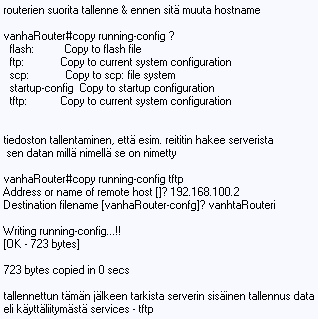 routerien suorita tallenne & ennen sitä muuta hostname
vanhaRouter#copy running-config ?
flash: Copy to flash file
ftp: Copy to current system configuration
scp: Copy to scp: file system
startup-config Copy to startup configuration
tftp: Copy to current system configuration
tiedoston tallentaminen, että esim. reititin hakee serverista
sen datan millä nimellä se on nimetty
vanhaRouter#copy running-config tftp
Address or name of remote host []? 192.168.100.2
Destination filename [vanhaRouter-confg]? vanhtaRouteri
Writing running-config...!!
[OK - 723 bytes]
723 bytes copied in 0 secs
tallennettun tämän jälkeen tarkista serverin sisäinen tallennus data
eli käyttäliitymästä services - tftp